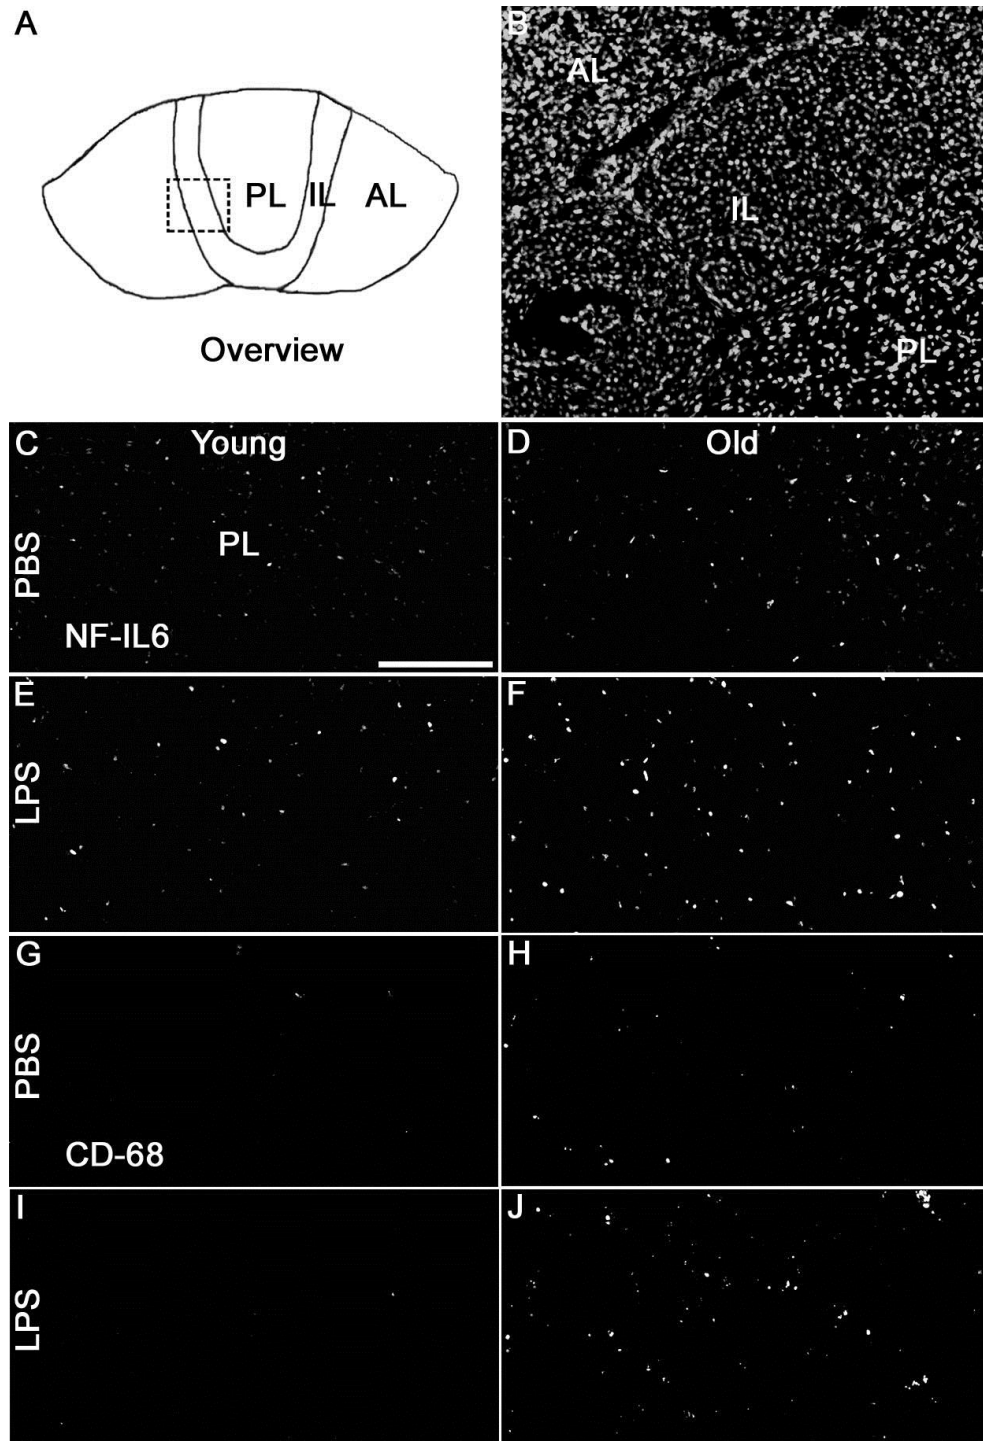 A
PL IL AL
Overview
B
AL
IL
PL
C Young
PBS
PL
NF-IL6
D Old
E
LPS
F
G
PBS
CD-68
H
I
LPS
J